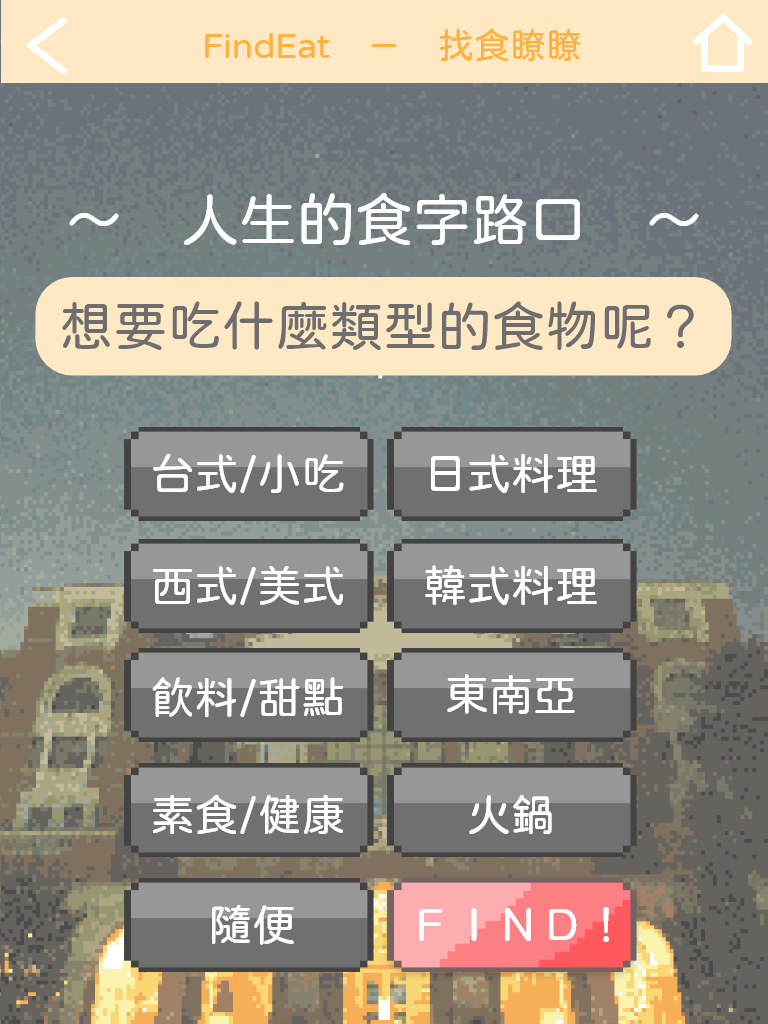 FindEat － 找食瞭瞭
～ 人生的食字路口 ～
想要吃什麼類型的食物呢？
台式/小吃
日式料理
西式/美式
韓式料理
飲料/甜點
東南亞
素食/健康
火鍋
隨便
ＦＩＮＤ！